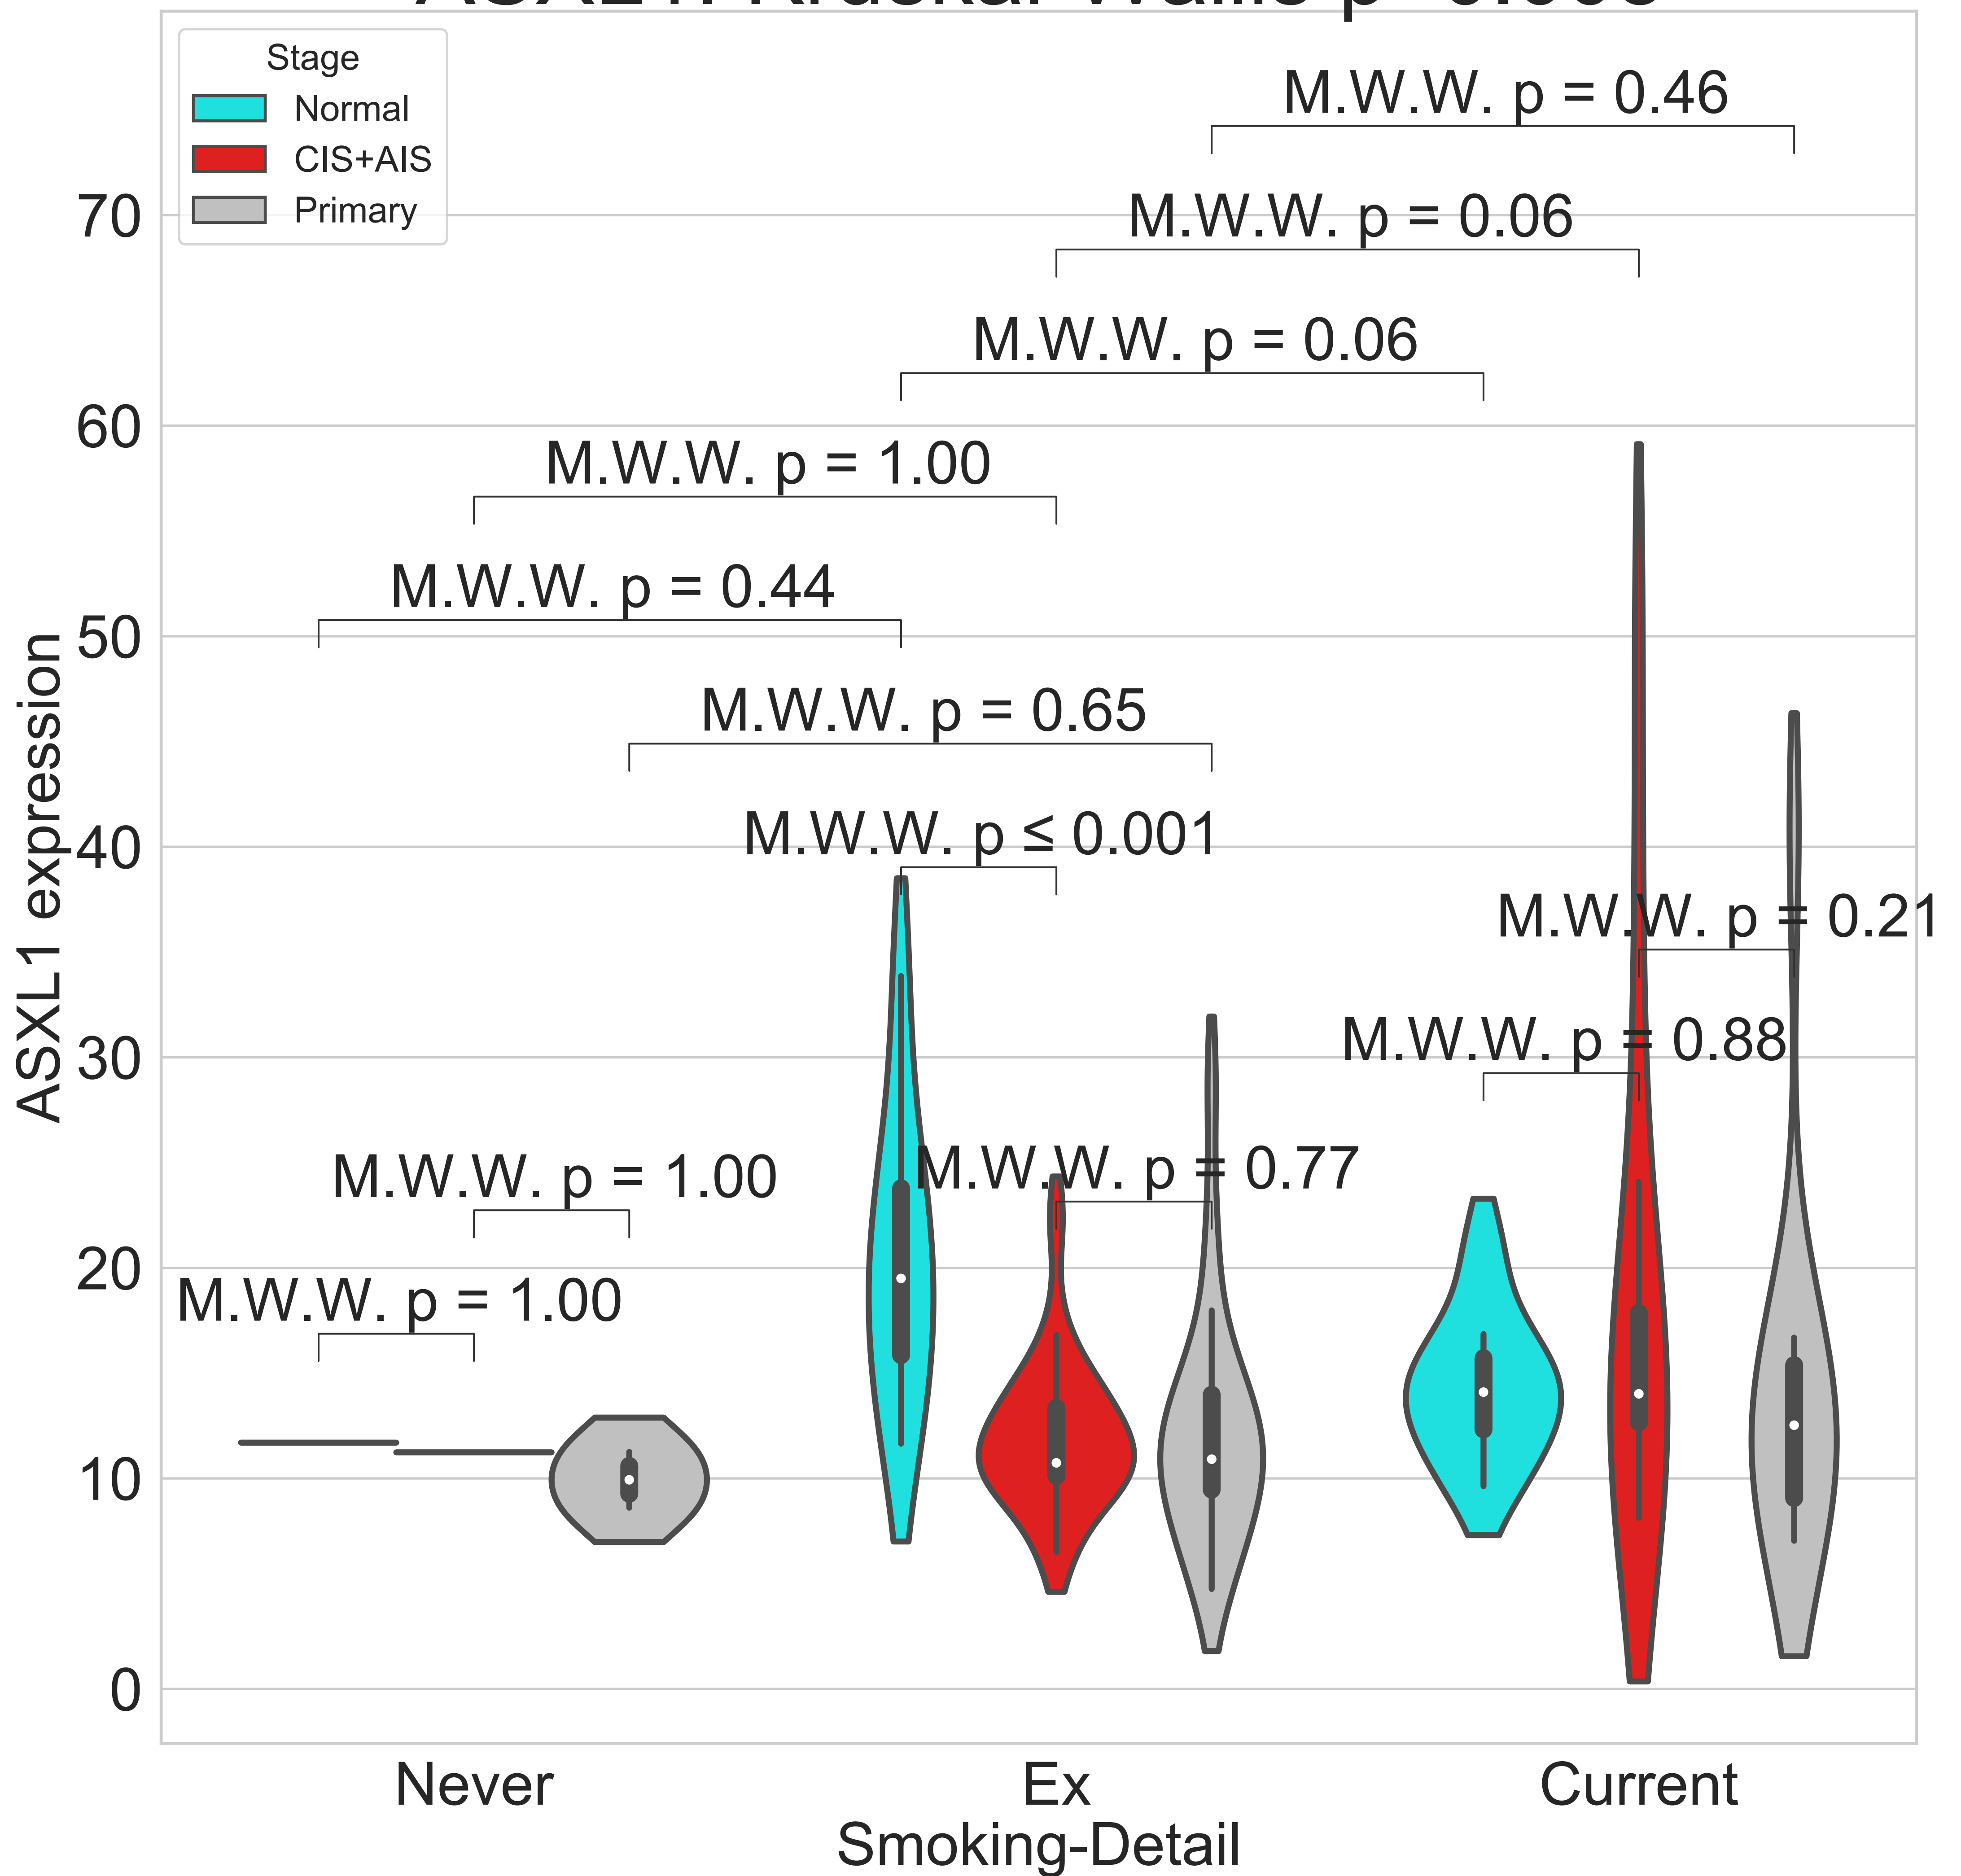 Stage
Normal
CIS+AIS
Primary
M.W.W. p = 0.46
M.W.W. p = 0.06
M.W.W. p = 0.06
M.W.W. p = 1.00
M.W.W. p = 0.44
M.W.W. p = 0.65
M.W.W. p ≤ 0.001
M.W.W. p = 0.21
M.W.W. p = 0.88
M.W.W. p = 0.77
M.W.W. p = 1.00
M.W.W. p = 1.00
70
60
50
40
30
20
10
0
ASXL1 expression
Never
Ex
Current
Smoking-Detail